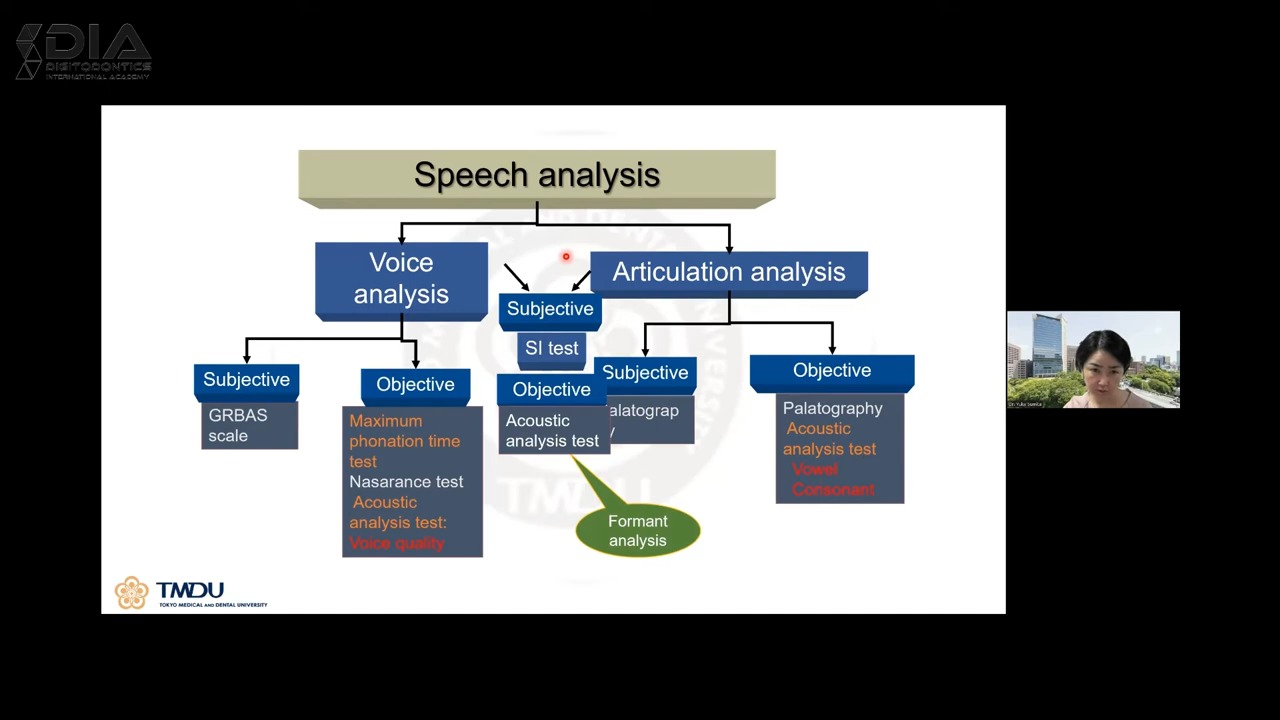 DIA
DIGITODONTICS
INTERNATIONAL ACADEMY
Speech analysis
Voice
analysis
Articulation analysis
Subjective
SI test
Objective
Acoustic
analysis test
Formant
analysis
Subjective
GRBAS
scale
Objective
Maximum
phonation time
test
Nasarance test
Acoustic
analysis test:
Voice quality
Subjective
alatograp
Objective
Palatography
Acoustic
analysis test
Vowel
Consonant
TMDU
TMDU
TOKYO MEDICAL AND DENTAL UNIVERSITY